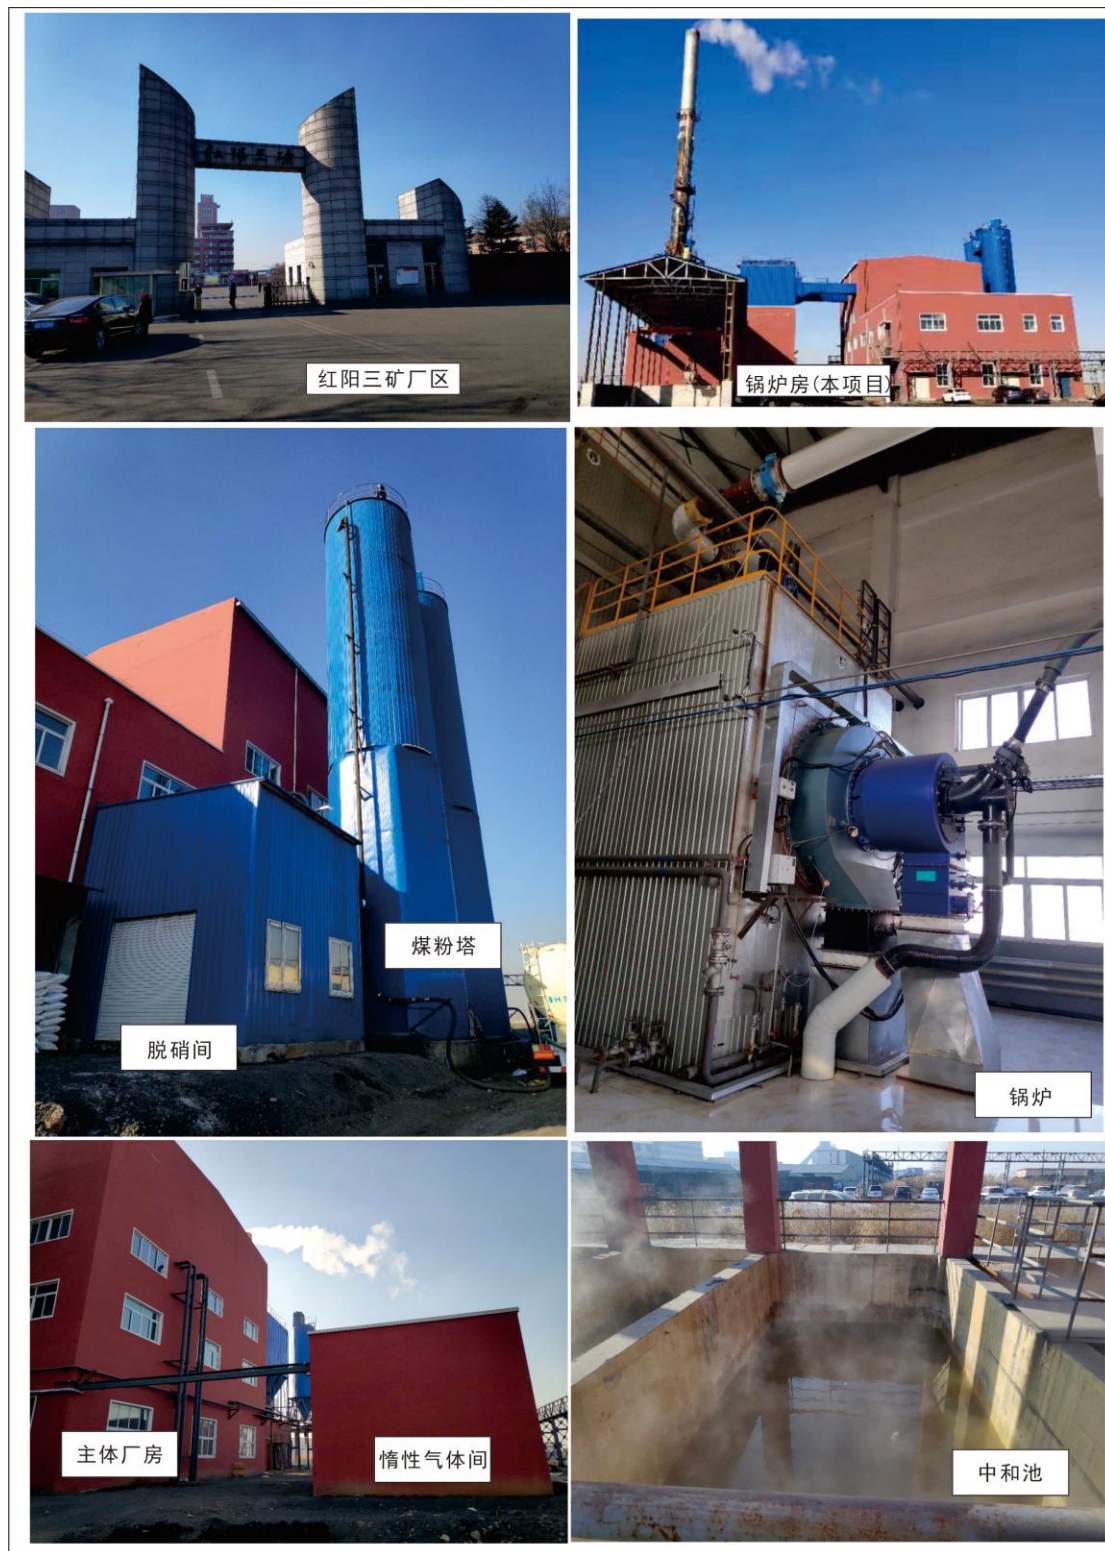 红阳三矿厂区
锅炉房(本项目)
煤粉塔
脱硝间
锅炉
主体厂房
惰性气体间
中和池